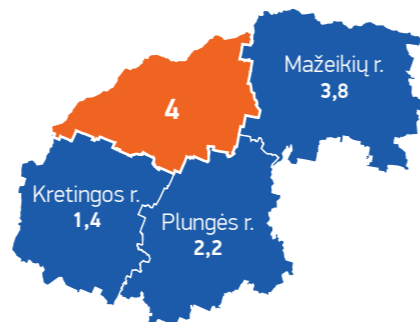 Mažeikių r.
3,8
4
Kretingos r.
1,4
Plungės r.
2,2